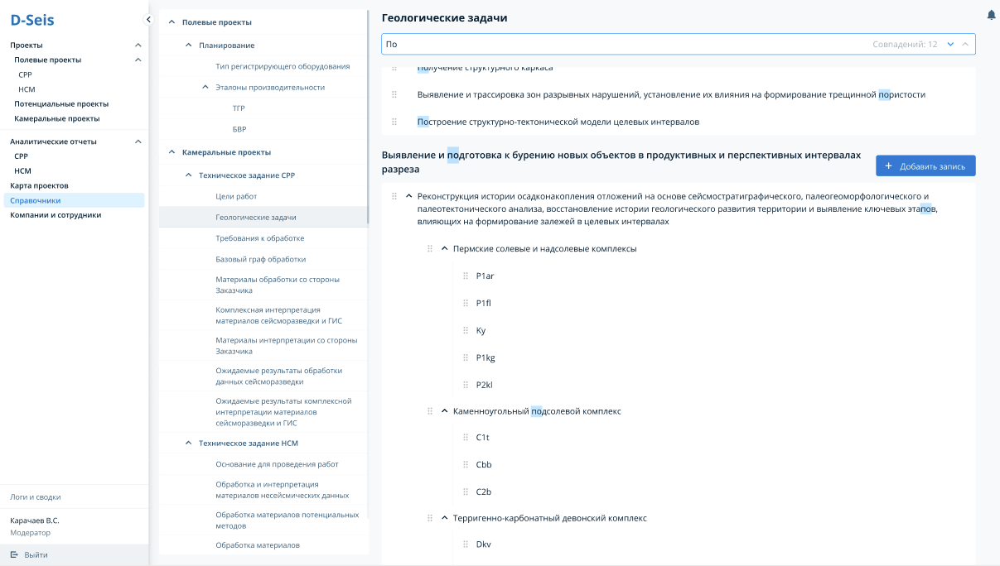 D-Seis
Проекты
Полевые проекты
СРР
НСМ
Потенциальные проекты
Камеральные проекты
Аналитические отчеты
СРР
НСМ
Карта проектов
Справочники
Компании и сотрудники
Логи и сводки
Карачаев В.С.
Модератор
Выйти
Полевые проекты
Планирование
Тип регистрирующего оборудования
Эталоны производительности
ТГР
БВР
Камеральные проекты
Техническое задание СРР
Цели работ
Геологические задачи
Требования к обработке
Базовый граф обработки
Материалы обработки со стороны
Заказчика
Комплексная интерпретация
материалов сейсморазведки и ГИС
Материалы интерпретации со стороны
Заказчика
Ожидаемые результаты обработки
данных сейсморазведки
Ожидаемые результаты комплексной
интерпретации материалов
сейсморазведки и ГИС
Техническое задание НСМ
Основание для проведения работ
Обработка и интерпретация
материалов несейсмических данных
Обработка материалов потенциальных
методов
Обработка материалов
Геологические задачи
По
Совпадений: 12
Получение структурного каркаса
Выявление и трассировка зон разрывных нарушений, установление их влияния на формирование трещинной пористости
Построение структурно-тектонической модели целевых интервалов
Выявление и подготовка к бурению новых объектов в продуктивных и перспективных интервалах
разреза
+ Добавить запись
Реконструкция истории осадконакопления отложений на основе сейсмостратиграфического, палеогеоморфологического и
палеотектонического анализа, восстановление истории геологического развития территории и выявление ключевых этапов,
влияющих на формирование залежей в целевых интервалах
Пермские солевые и надсолевые комплексы
P1ar
P1fl
Ky
P1kg
P2kl
Каменноугольный подсолевой комплекс
C1t
Cbb
C2b
Терригенно-карбонатный девонский комплекс
Dkv